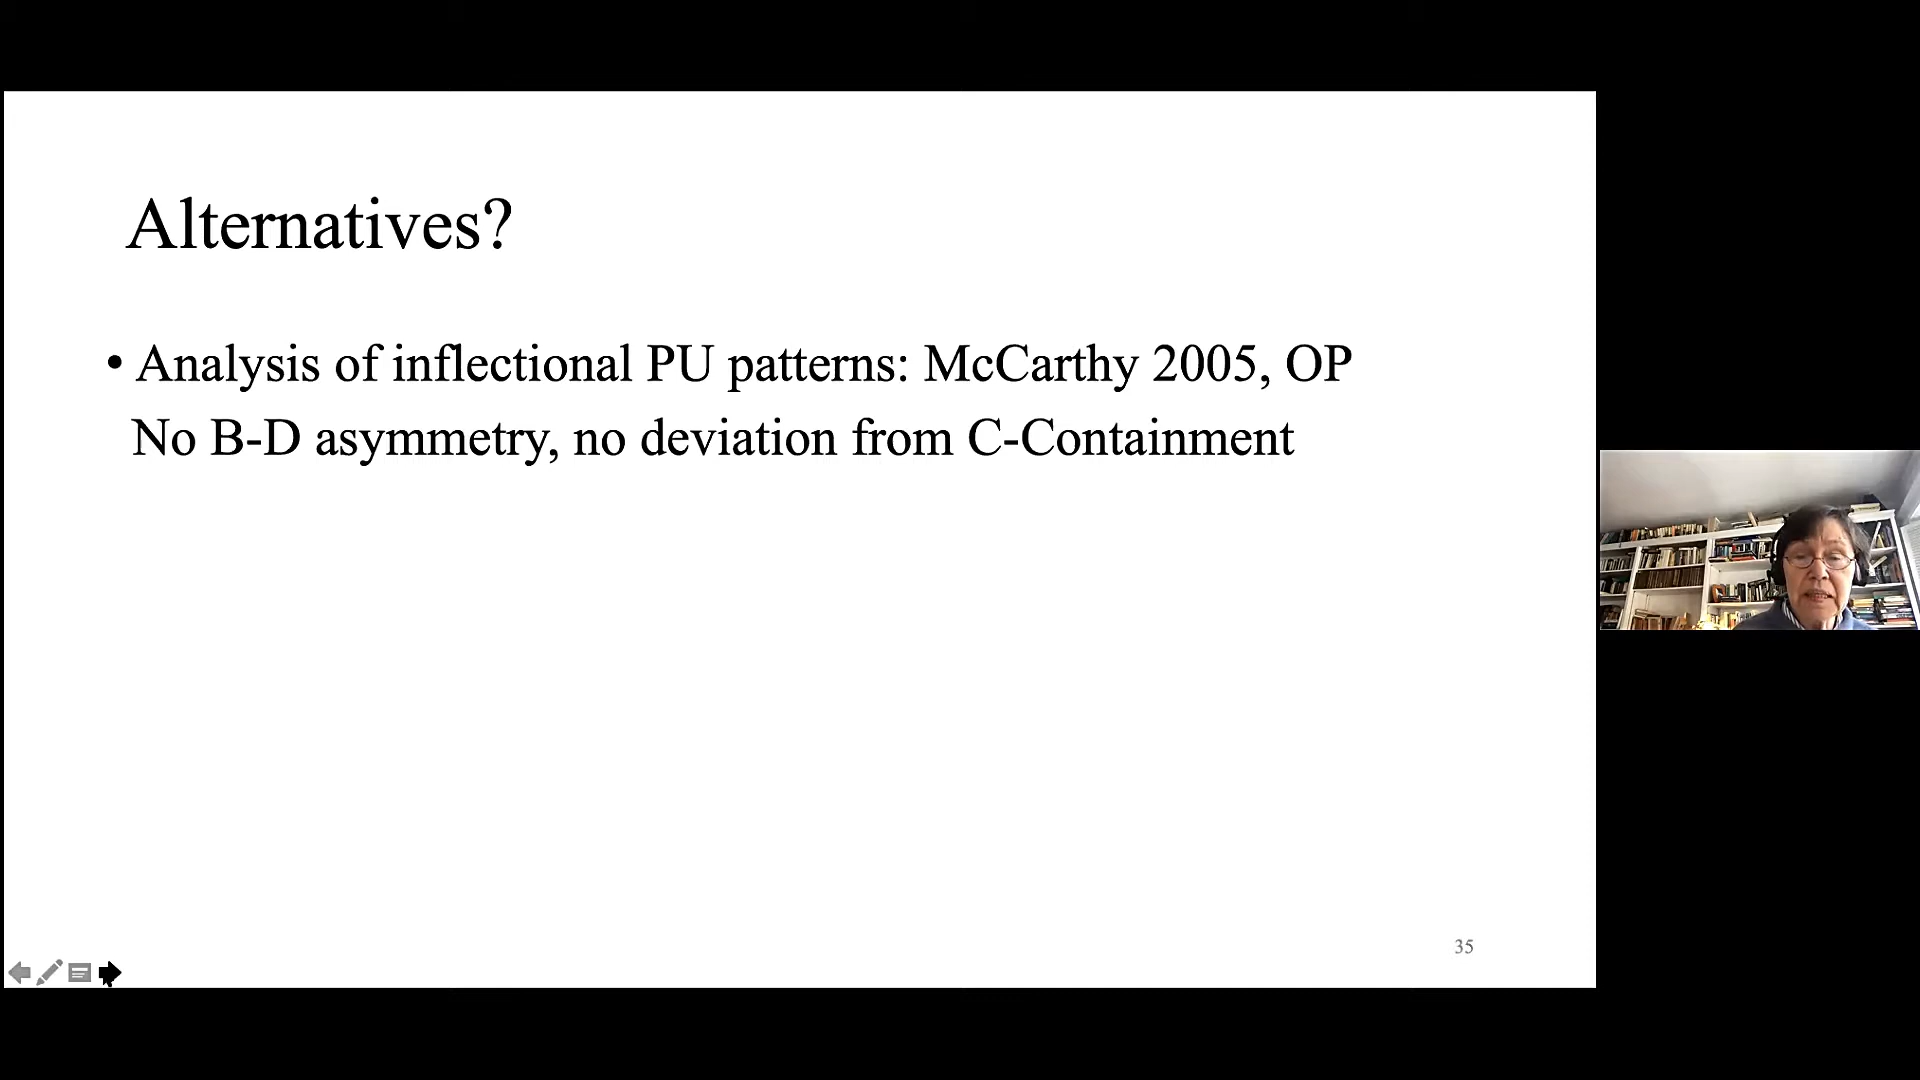 Alternatives?
• Analysis of inflectional PU patterns: McCarthy 2005, OP
No B-D asymmetry, no deviation from C-Containment
35